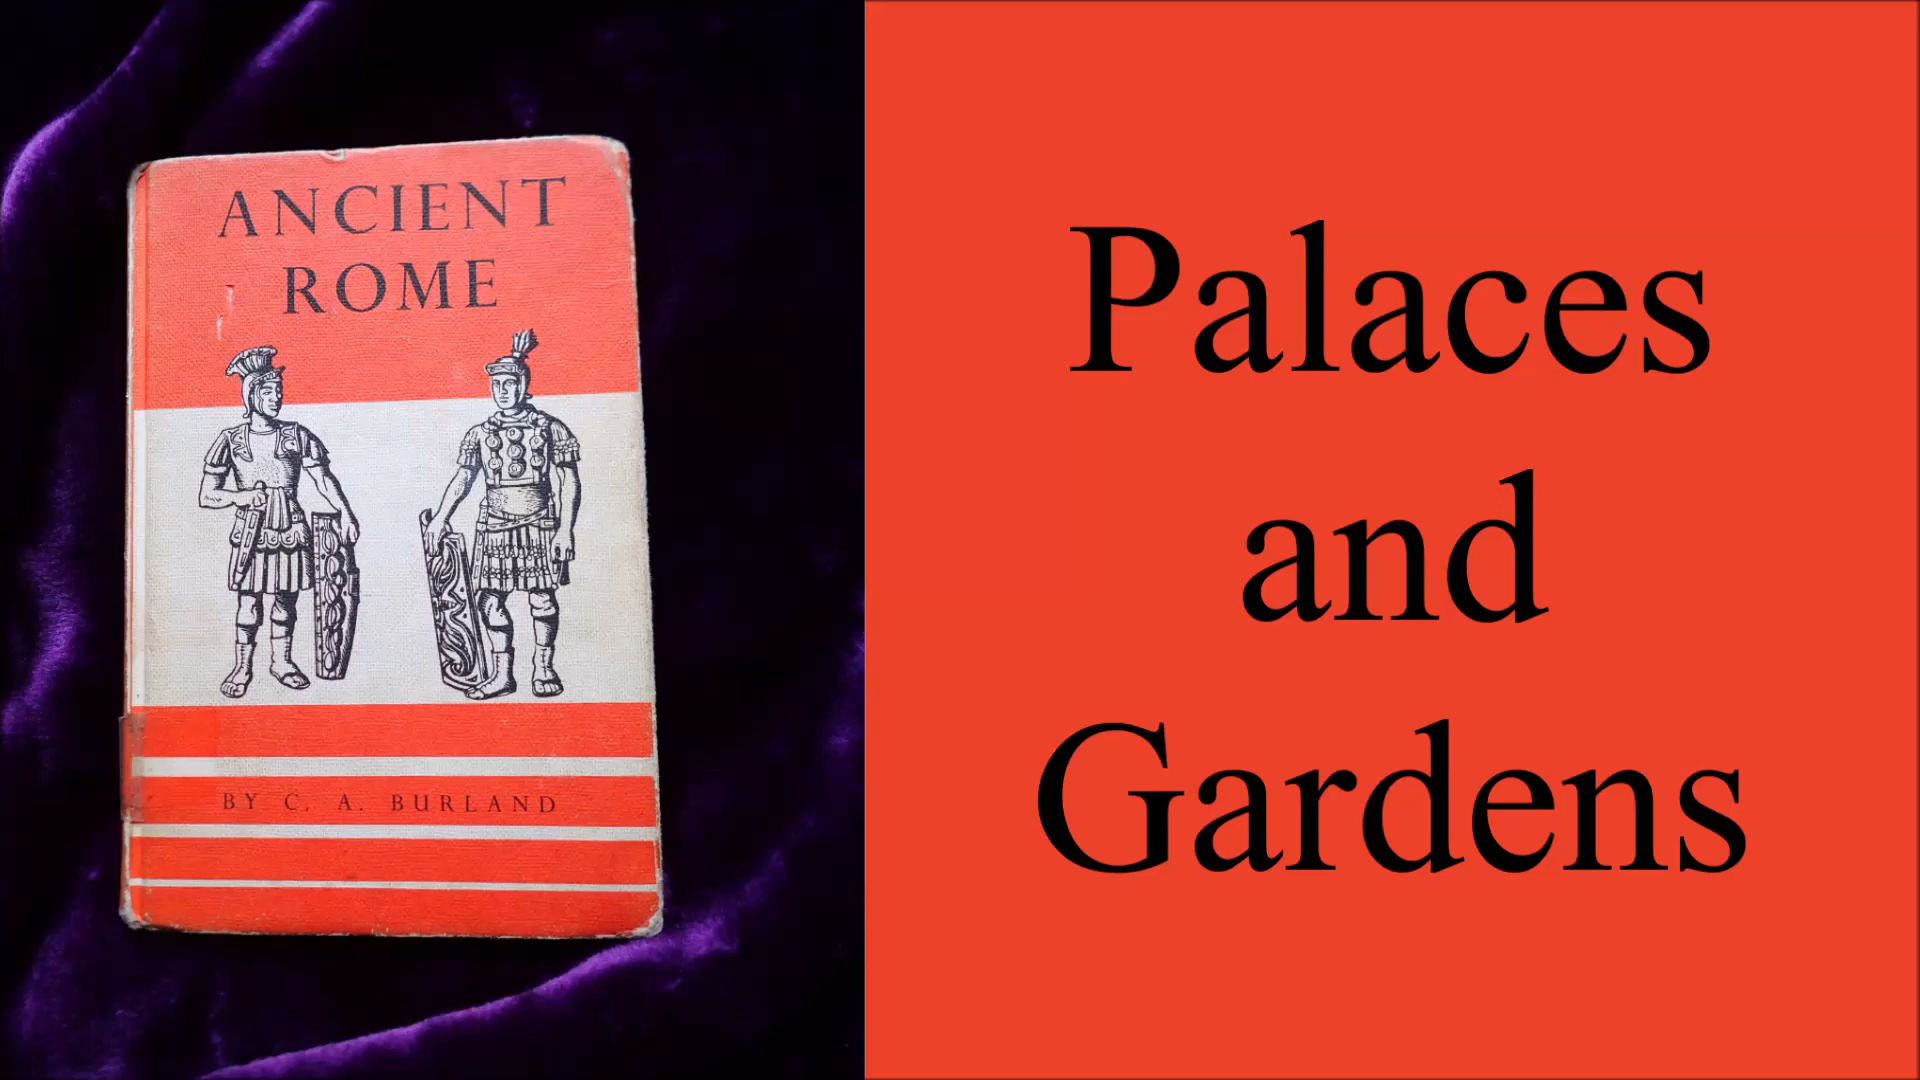 ANCIENT
ROME
BY C. A. BURLAND
Palaces
and
Gardens